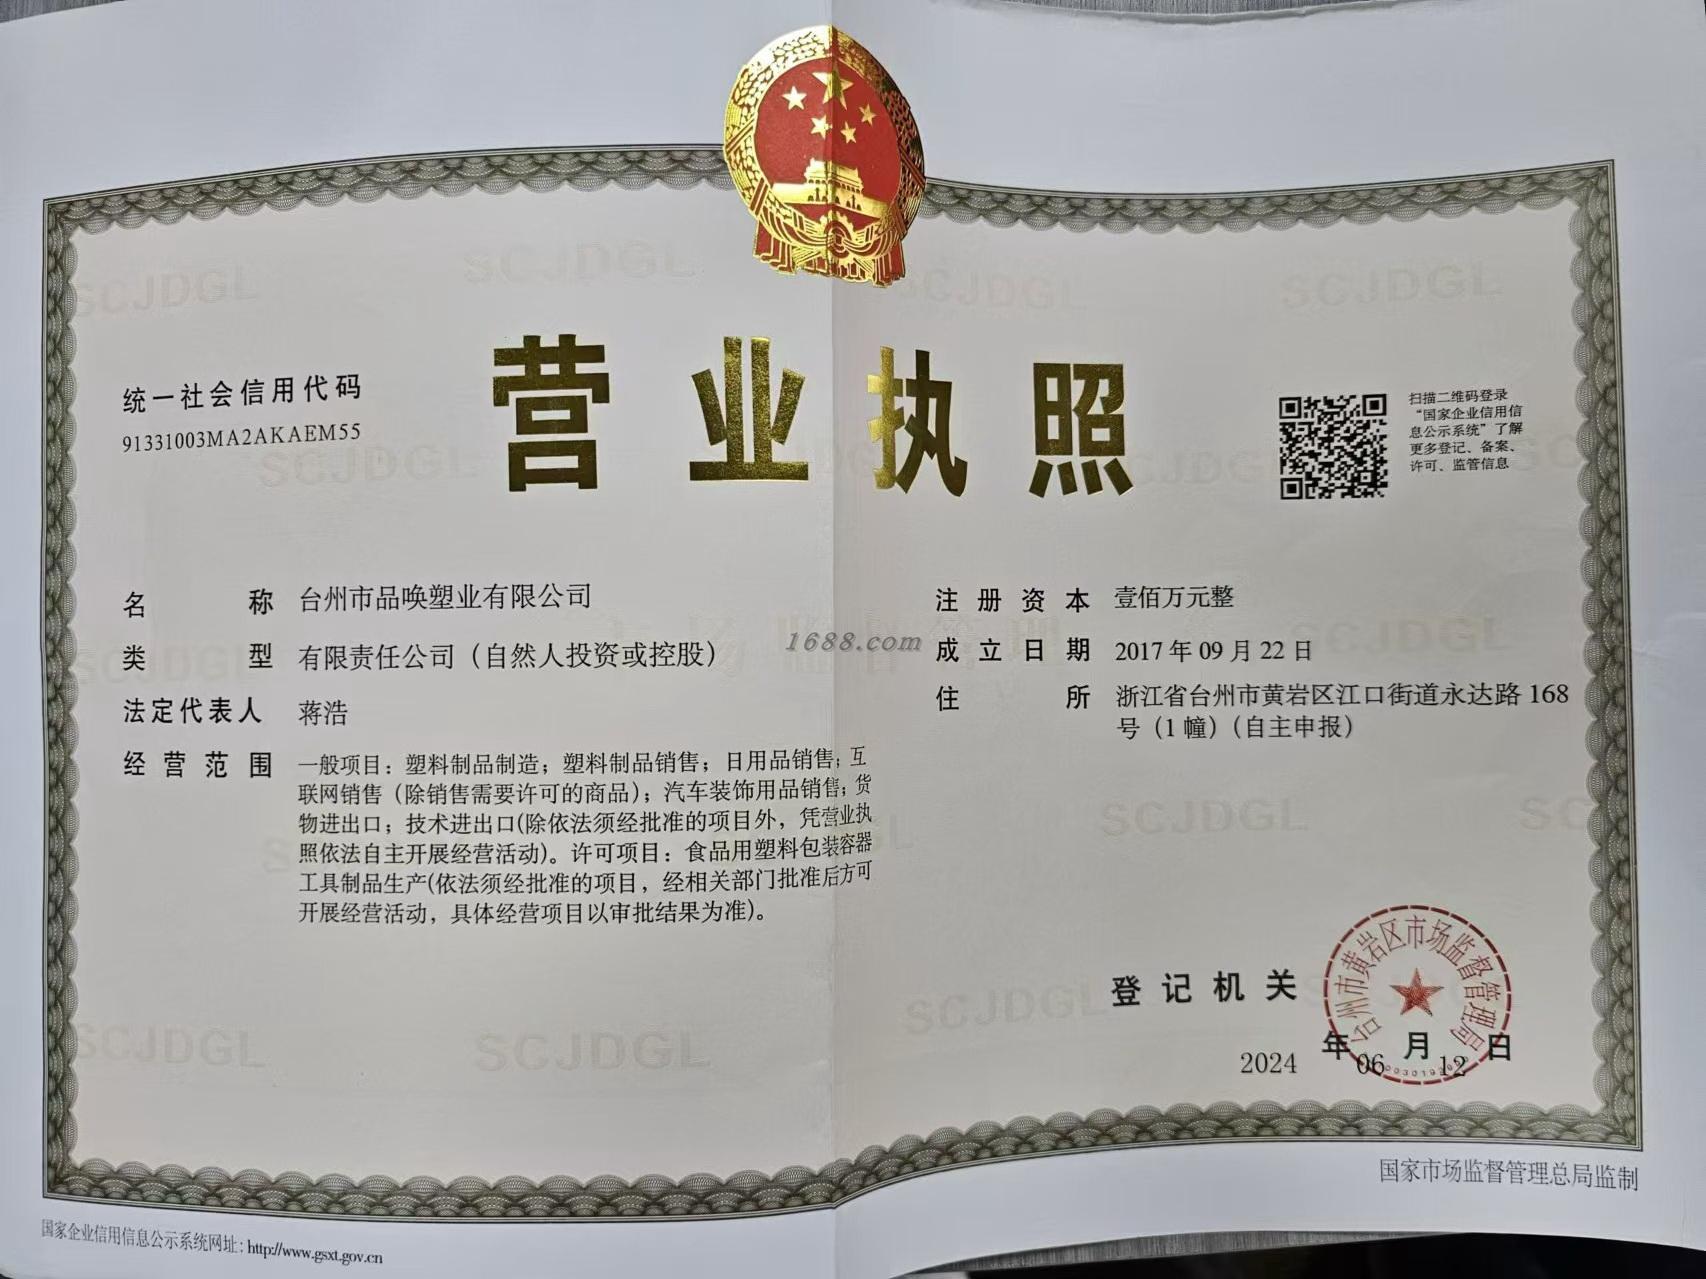 营业执照
统一社会信用代码
91331003MA2AKAEM55
扫描二维码登录
“国家企业信用信
息公示系统”了解
更多登记、备案、
许可、监管信息
名称 台州市品唤塑业有限公司
类型 有限责任公司（自然人投资或控股）
法定代表人 蒋浩
经营范围 一般项目：塑料制品制造；塑料制品销售；日用品销售；互
联网销售（除销售需要许可的商品）；汽车装饰用品销售；货
物进出口；技术进出口(除依法须经批准的项目外，凭营业执
照依法自主开展经营活动)。许可项目：食品用塑料包装容器
工具制品生产(依法须经批准的项目，经相关部门批准后方可
开展经营活动，具体经营项目以审批结果为准)。
注册资本 壹佰万元整
成立日期 2017年09月22日
住所 浙江省台州市黄岩区江口街道永达路168
号（1幢）（自主申报）
1688.com
登记机关
台州市黄岩区市场监督管理局
2024年06月12日
国家市场监督管理总局监制
国家企业信用信息公示系统网址：http://www.gsxt.gov.cn
SCJDGL